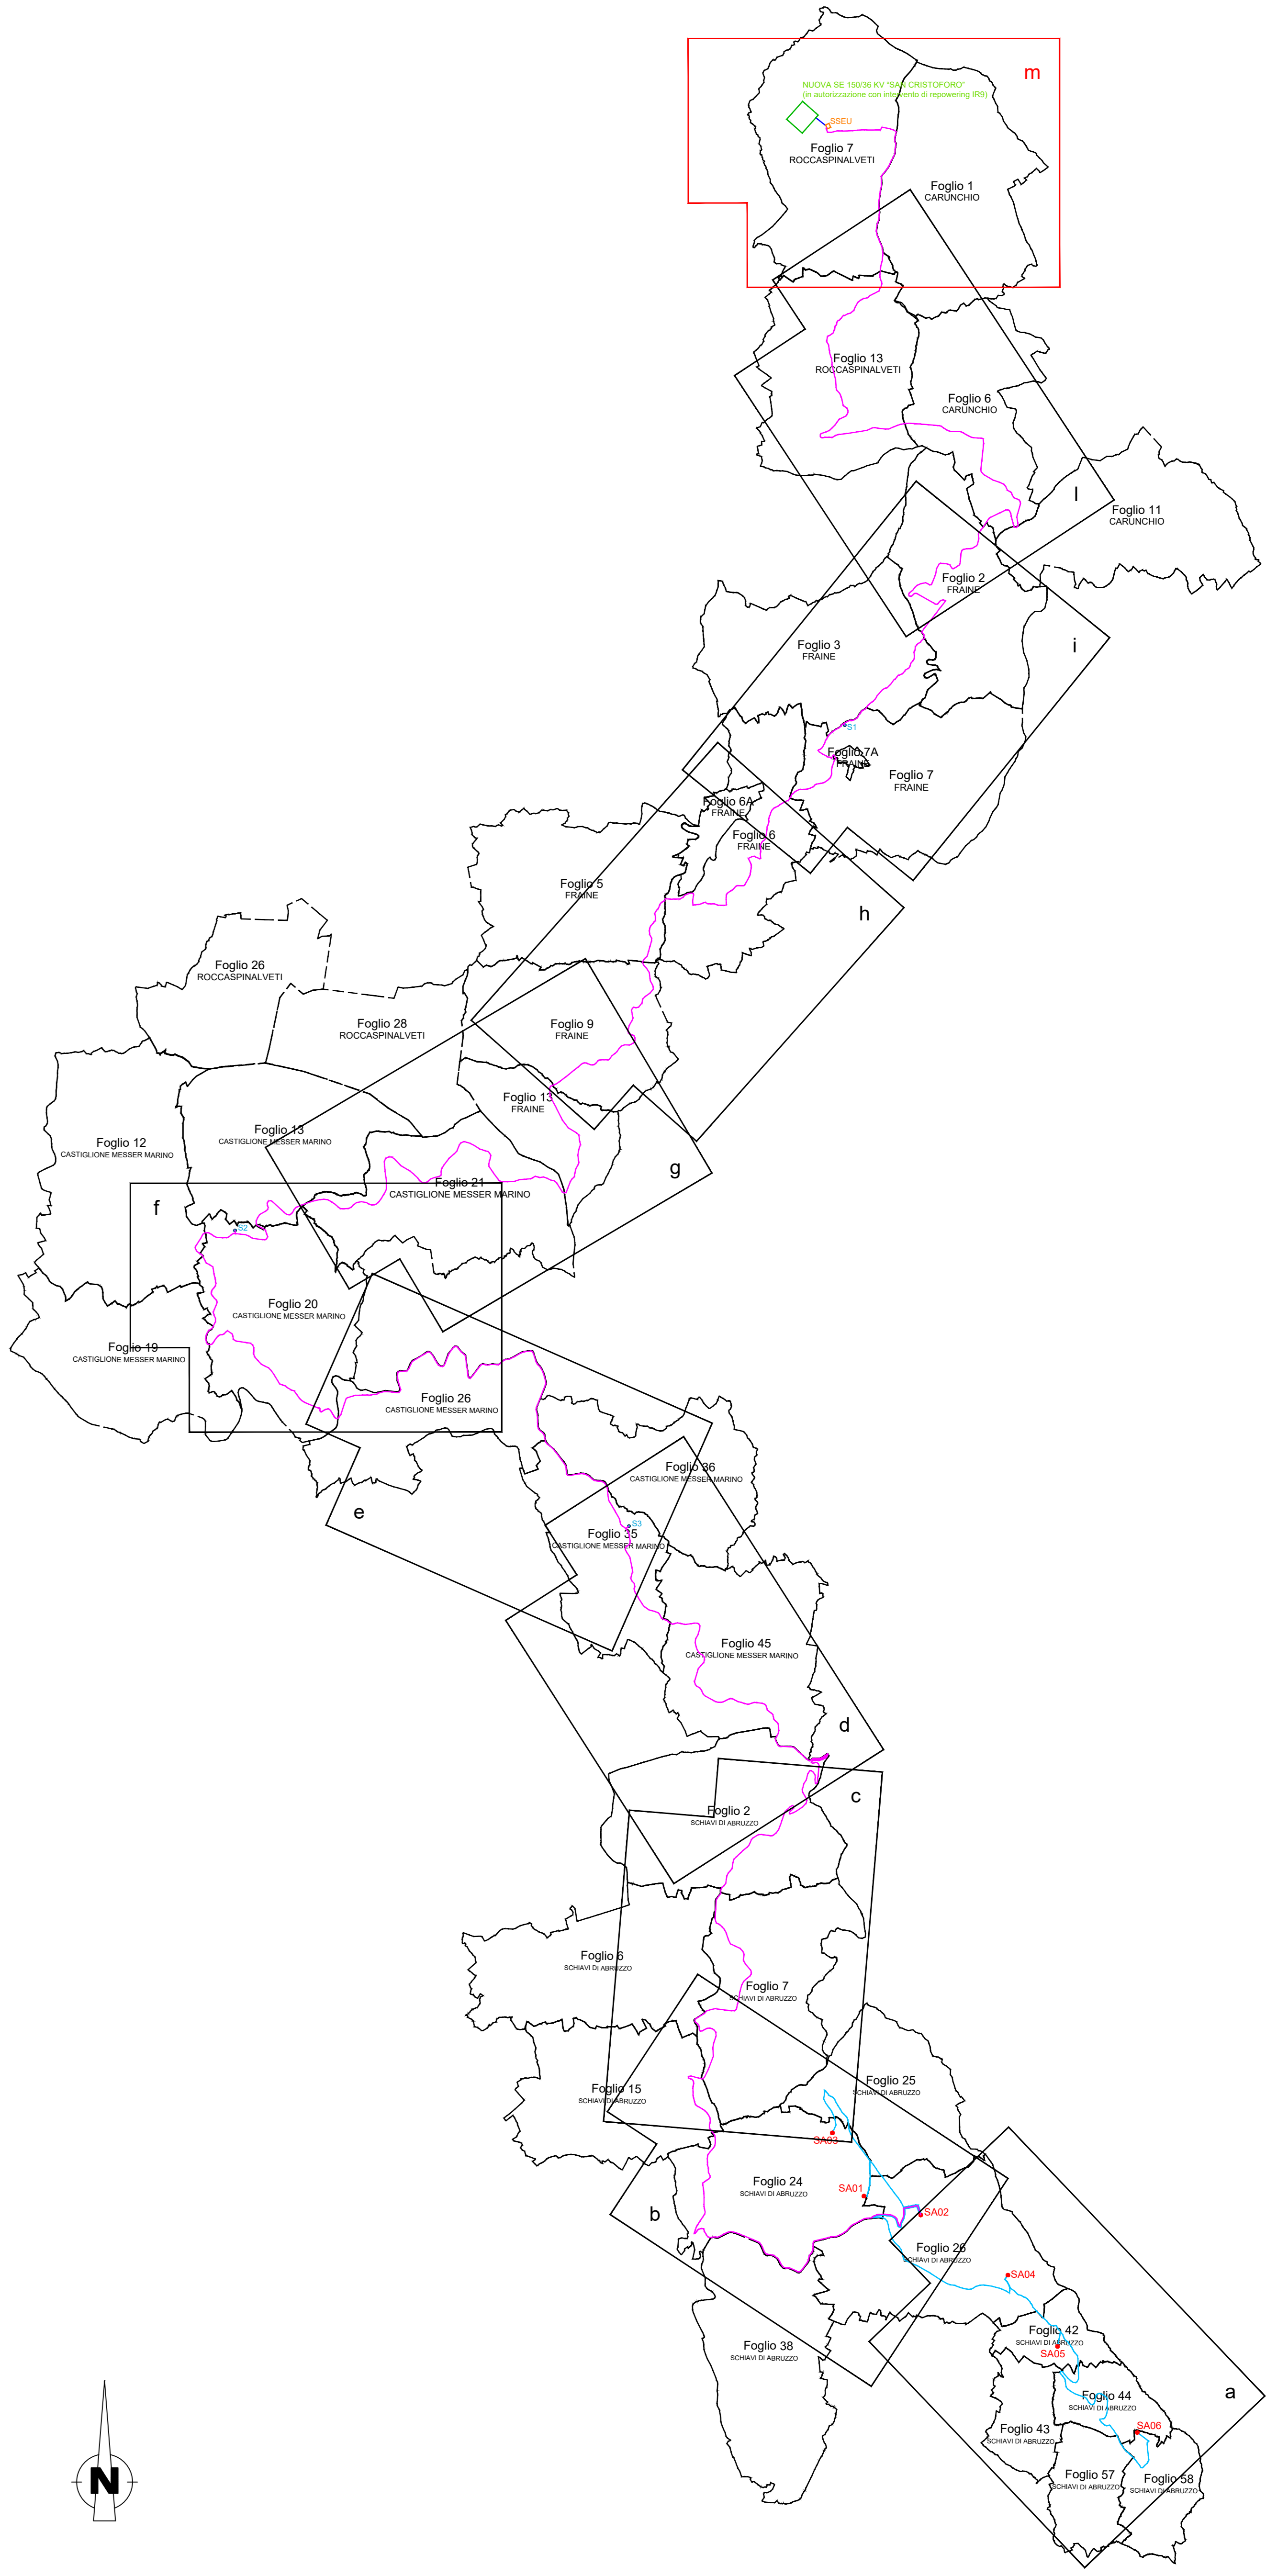 m
NUOVA SE 150/36 KV "SAN CRISTOFORO"
(in autorizzazione con intervento di repowering IR9)
SSEU
Foglio 7
ROCCASPINALVETI
Foglio 1
CARUNCHIO
Foglio 13
ROCCASPINALVETI
Foglio 6
CARUNCHIO
l
Foglio 11
CARUNCHIO
Foglio 2
FRAINE
i
Foglio 3
FRAINE
S1
Foglio 7A
FRAINE
Foglio 7
FRAINE
Foglio 6A
FRAINE
Foglio 6
FRAINE
Foglio 5
FRAINE
h
Foglio 26
ROCCASPINALVETI
Foglio 28
ROCCASPINALVETI
Foglio 9
FRAINE
Foglio 13
FRAINE
Foglio 13
CASTIGLIONE MESSER MARINO
Foglio 12
CASTIGLIONE MESSER MARINO
g
Foglio 21
CASTIGLIONE MESSER MARINO
f
S2
Foglio 20
CASTIGLIONE MESSER MARINO
Foglio 19
CASTIGLIONE MESSER MARINO
Foglio 26
CASTIGLIONE MESSER MARINO
Foglio 36
CASTIGLIONE MESSER MARINO
e
S3
Foglio 35
CASTIGLIONE MESSER MARINO
Foglio 45
CASTIGLIONE MESSER MARINO
d
c
Foglio 2
SCHIAVI DI ABRUZZO
Foglio 6
SCHIAVI DI ABRUZZO
Foglio 7
SCHIAVI DI ABRUZZO
Foglio 25
SCHIAVI DI ABRUZZO
Foglio 15
SCHIAVI DI ABRUZZO
SA03
Foglio 24
SCHIAVI DI ABRUZZO
SA01
b
SA02
Foglio 26
SCHIAVI DI ABRUZZO
SA04
Foglio 42
SCHIAVI DI ABRUZZO
SA05
Foglio 38
SCHIAVI DI ABRUZZO
a
Foglio 44
SCHIAVI DI ABRUZZO
SA06
Foglio 43
SCHIAVI DI ABRUZZO
Foglio 57
SCHIAVI DI ABRUZZO
Foglio 58
SCHIAVI DI ABRUZZO
N